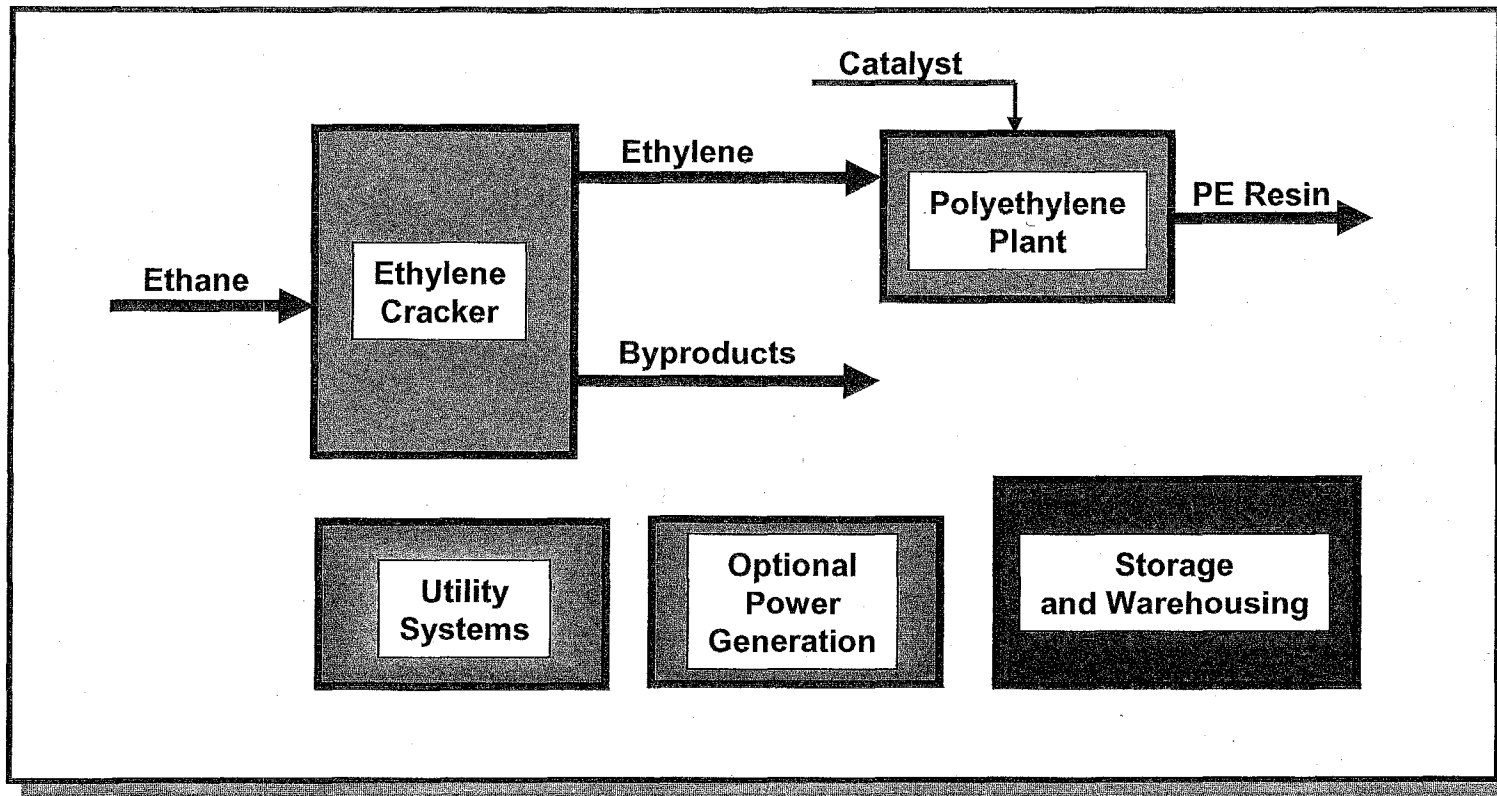 Catalyst
Ethylene
Polyethylene
Plant
PE Resin
Ethane
Ethylene
Cracker
Byproducts
Utility
Systems
Optional
Power
Generation
Storage
and Warehousing